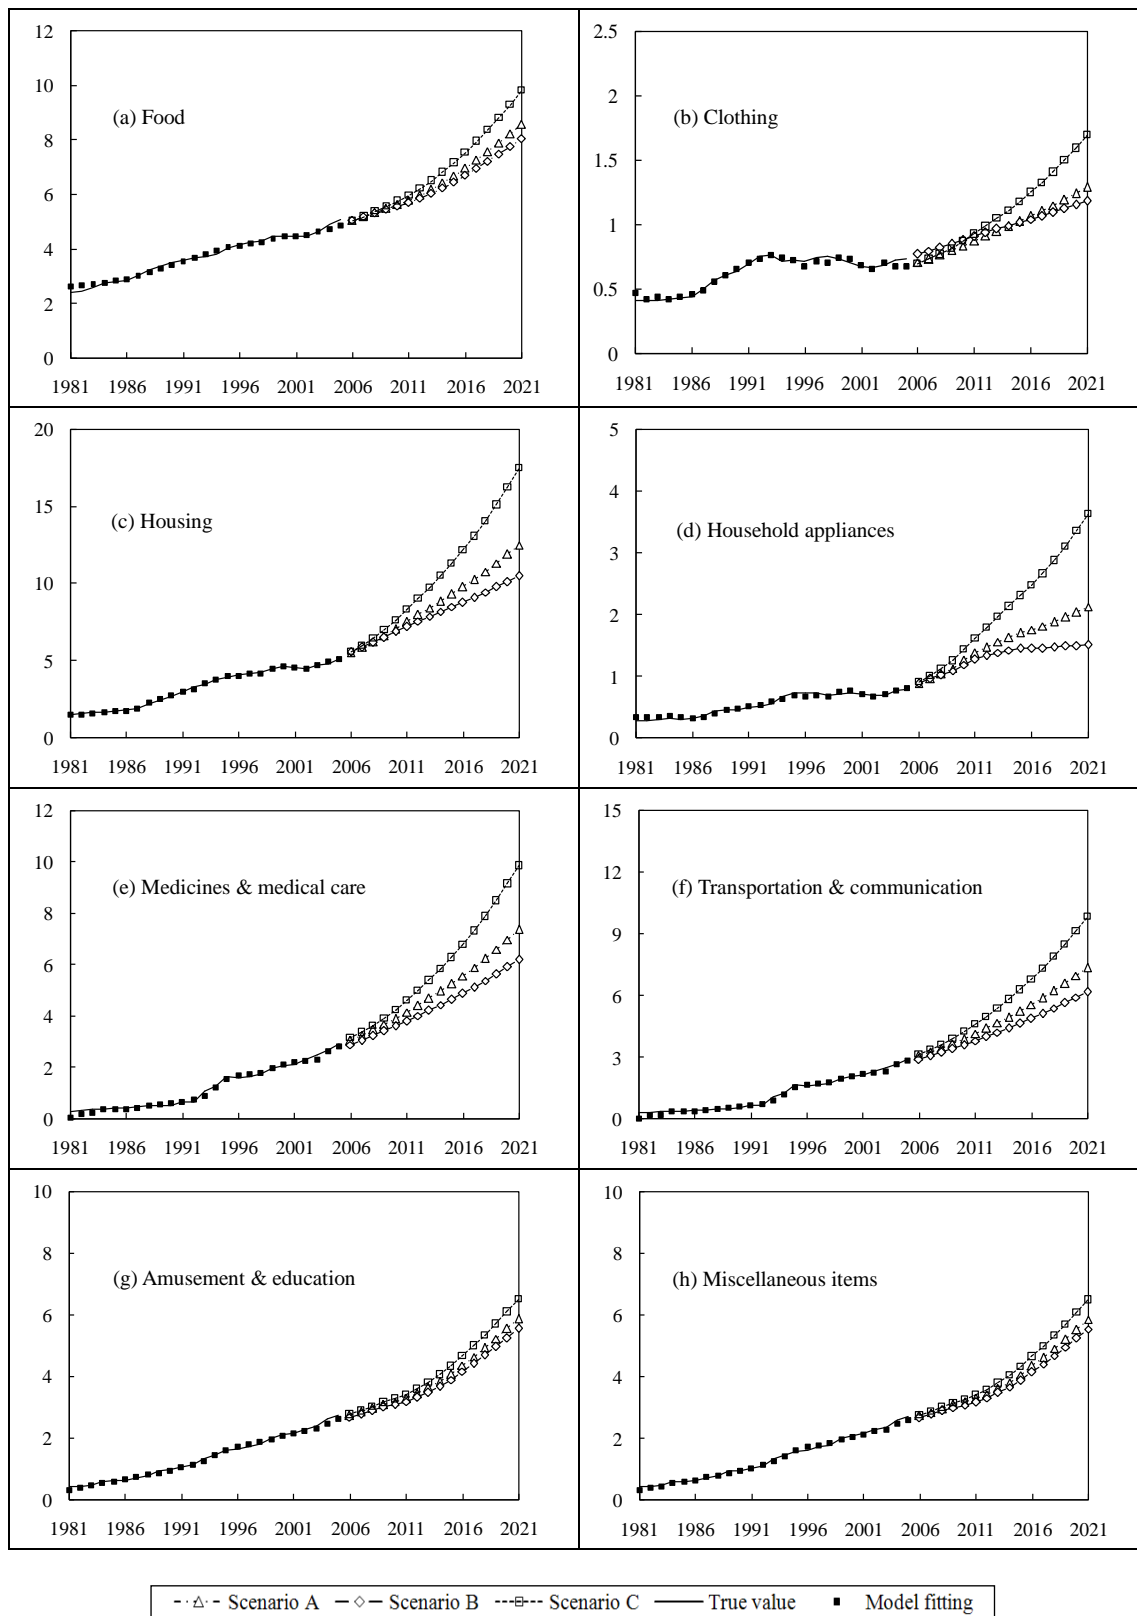 12
10
8
6
4
2
0
(a) Food
1981 1986 1991 1996 2001 2006 2011 2016 2021
2.5
2
1.5
1
0.5
0
(b) Clothing
1981 1986 1991 1996 2001 2006 2011 2016 2021
20
15
10
5
0
(c) Housing
1981 1986 1991 1996 2001 2006 2011 2016 2021
5
4
3
2
1
0
(d) Household appliances
1981 1986 1991 1996 2001 2006 2011 2016 2021
12
10
8
6
4
2
0
(e) Medicines & medical care
1981 1986 1991 1996 2001 2006 2011 2016 2021
15
12
9
6
3
0
(f) Transportation & communication
1981 1986 1991 1996 2001 2006 2011 2016 2021
10
8
6
4
2
0
(g) Amusement & education
1981 1986 1991 1996 2001 2006 2011 2016 2021
10
8
6
4
2
0
(h) Miscellaneous items
1981 1986 1991 1996 2001 2006 2011 2016 2021
Scenario A Scenario B Scenario C True value Model fitting